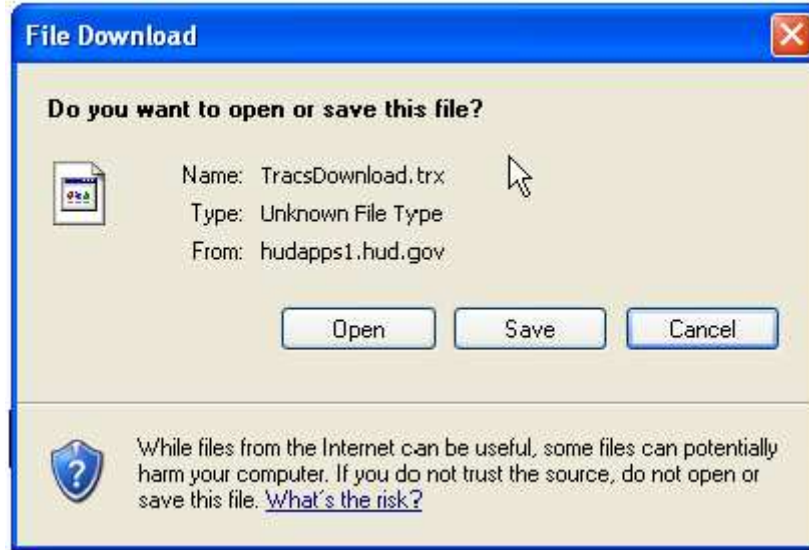 File Download
Do you want to open or save this file?
Name: TracsDownload.trx
Type: Unknown File Type
From: hudapps1.hud.gov
Open Save Cancel
While files from the Internet can be useful, some files can potentially
harm your computer. If you do not trust the source, do not open or
save this file. What's the risk?